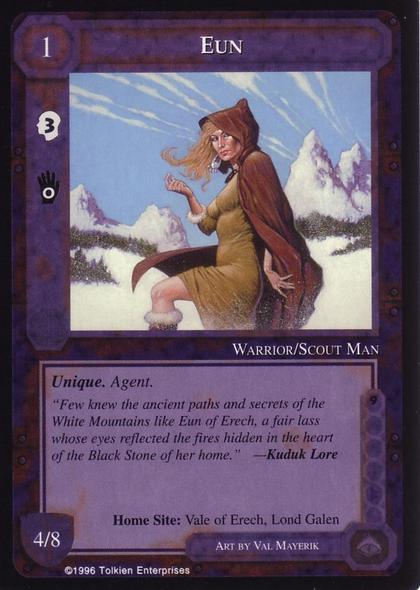 1
EUN
3
O
WARRIOR/SCOUT MAN
Unique. Agent.
“Few knew the ancient paths and secrets of the
White Mountains like Eun of Erech, a fair lass
whose eyes reflected the fires hidden in the heart
of the Black Stone of her home.” —Kuduk Lore
9
Home Site: Vale of Erech, Lond Galen
4/8
ART BY VAL MAYERIK
©1996 Tolkien Enterprises